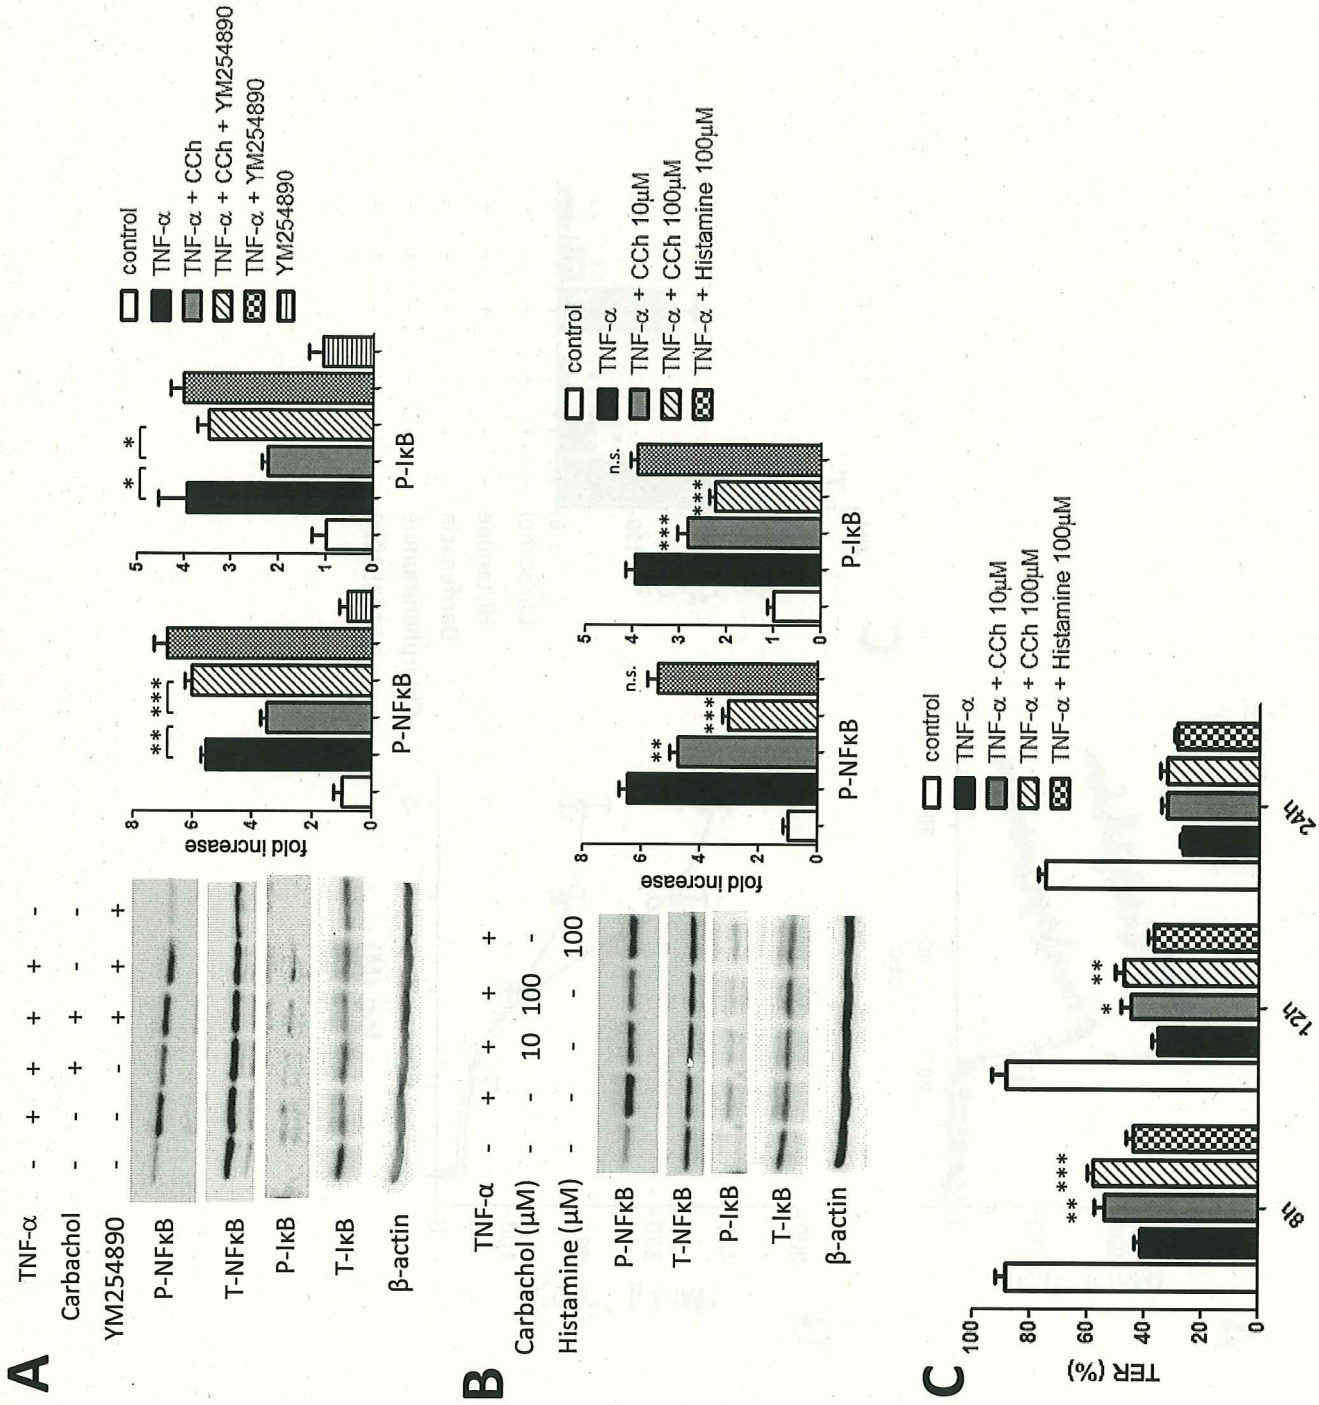 A
TNF-α - + + + + -
Carbachol - - + + - -
YM254890 - - - + + +
P-NFκB
T-NFκB
P-IκB
T-IκB
β-actin
fold increase
8
6
4
2
0
** ***
P-NFκB
5
4
3
2
1
0
* *
P-IκB
control
TNF-α
TNF-α + CCh
TNF-α + CCh + YM254890
TNF-α + YM254890
YM254890
B
TNF-α - + + + +
Carbachol (μM) - - 10 100 -
Histamine (μM) - - - - 100
P-NFκB
T-NFκB
P-IκB
T-IκB
β-actin
fold increase
8
6
4
2
0
** *** n.s.
P-NFκB
5
4
3
2
1
0
*** *** n.s.
P-IκB
control
TNF-α
TNF-α + CCh 10μM
TNF-α + CCh 100μM
TNF-α + Histamine 100μM
C
TER (%)
100
80
60
40
20
0
** ***
* **
8h 12h 24h
control
TNF-α
TNF-α + CCh 10μM
TNF-α + CCh 100μM
TNF-α + Histamine 100μM